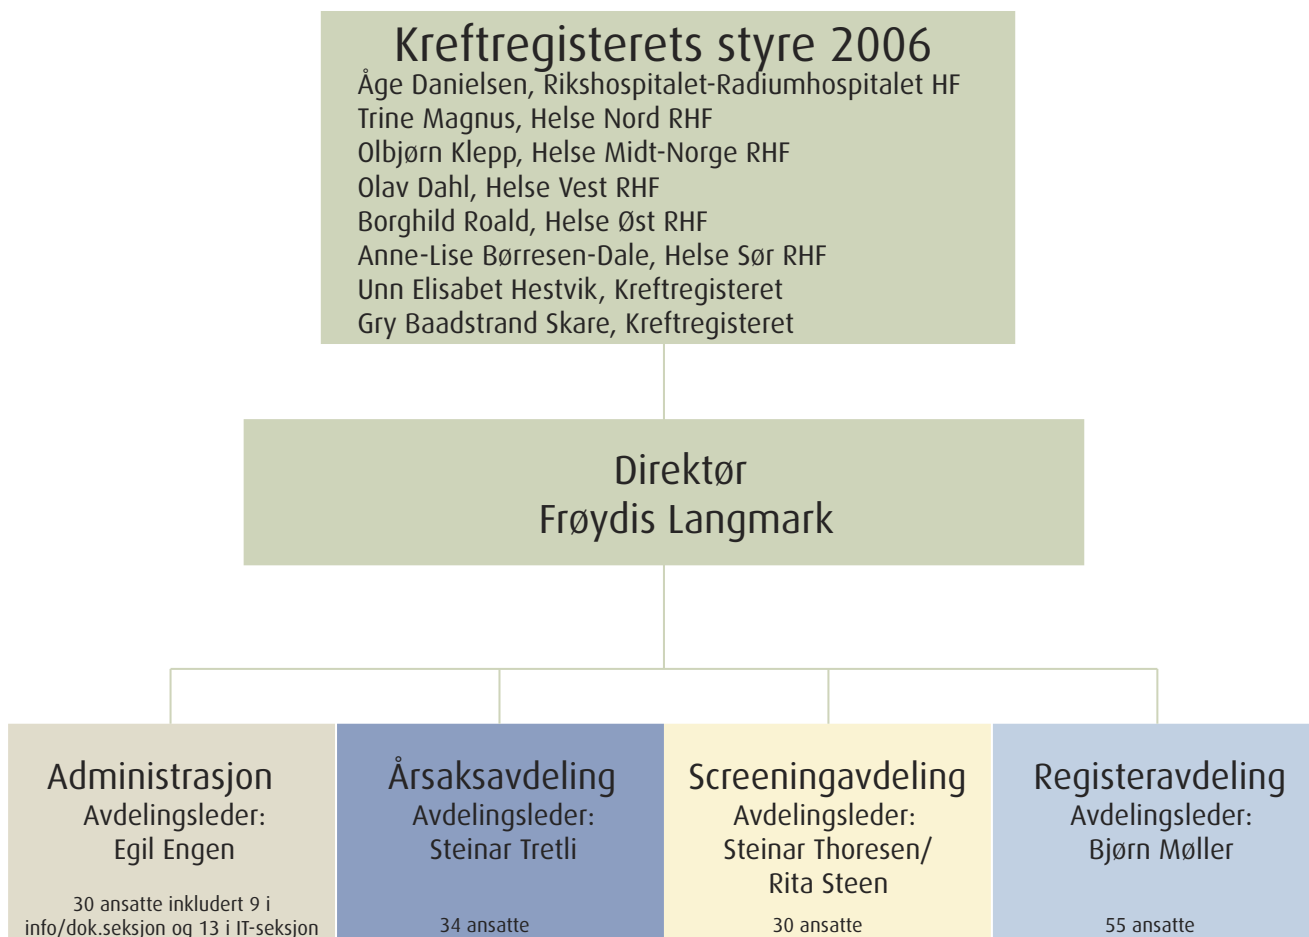 Kreftregisterets styre 2006
Åge Danielsen, Rikshospitalet-Radiumhospitalet HF
Trine Magnus, Helse Nord RHF
Olbjørn Klepp, Helse Midt-Norge RHF
Olav Dahl, Helse Vest RHF
Borghild Roald, Helse Øst RHF
Anne-Lise Børresen-Dale, Helse Sør RHF
Unn Elisabet Hestvik, Kreftregisteret
Gry Baadstrand Skare, Kreftregisteret
Direktør
Frøydis Langmark
Administrasjon
Avdelingsleder:
Egil Engen
30 ansatte inkludert 9 i
info/dok.seksjon og 13 i IT-seksjon
Årsaksavdeling
Avdelingsleder:
Steinar Tretli
34 ansatte
Screeningavdeling
Avdelingsleder:
Steinar Thoresen/
Rita Steen
30 ansatte
Registeravdeling
Avdelingsleder:
Bjørn Møller
55 ansatte